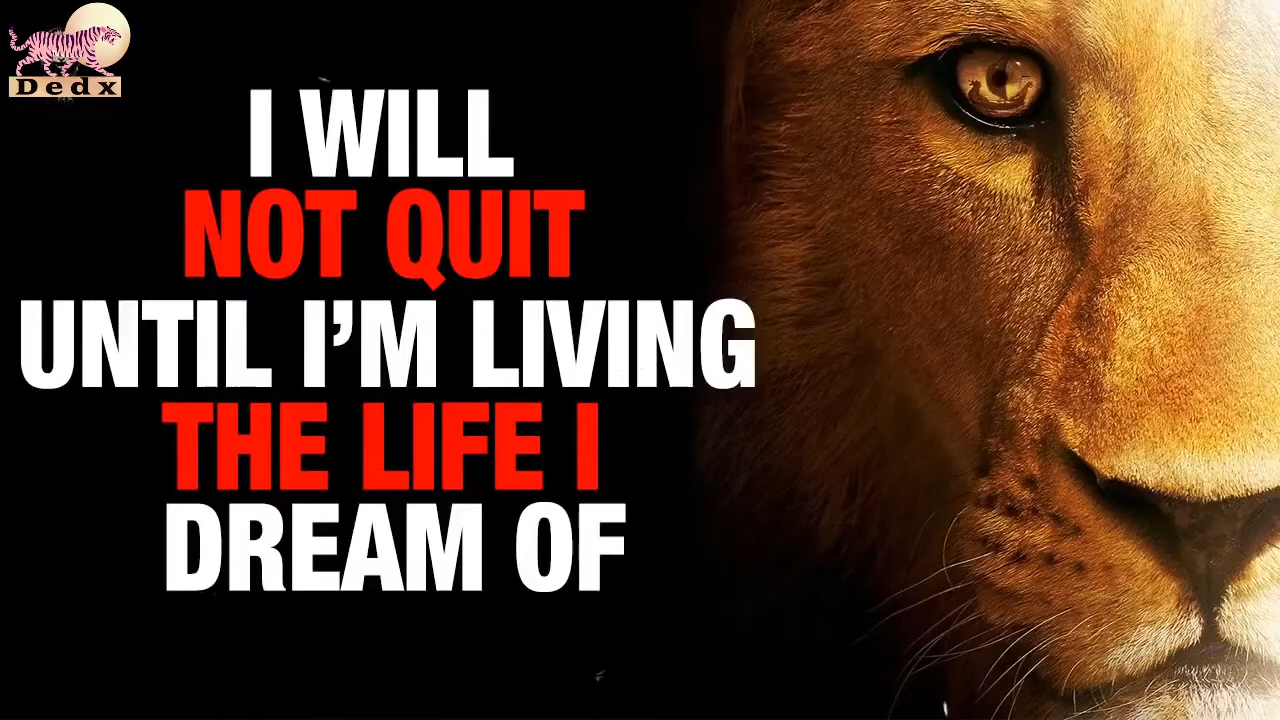 Dedx
I WILL
NOT QUIT
UNTIL I’M LIVING
THE LIFE I
DREAM OF